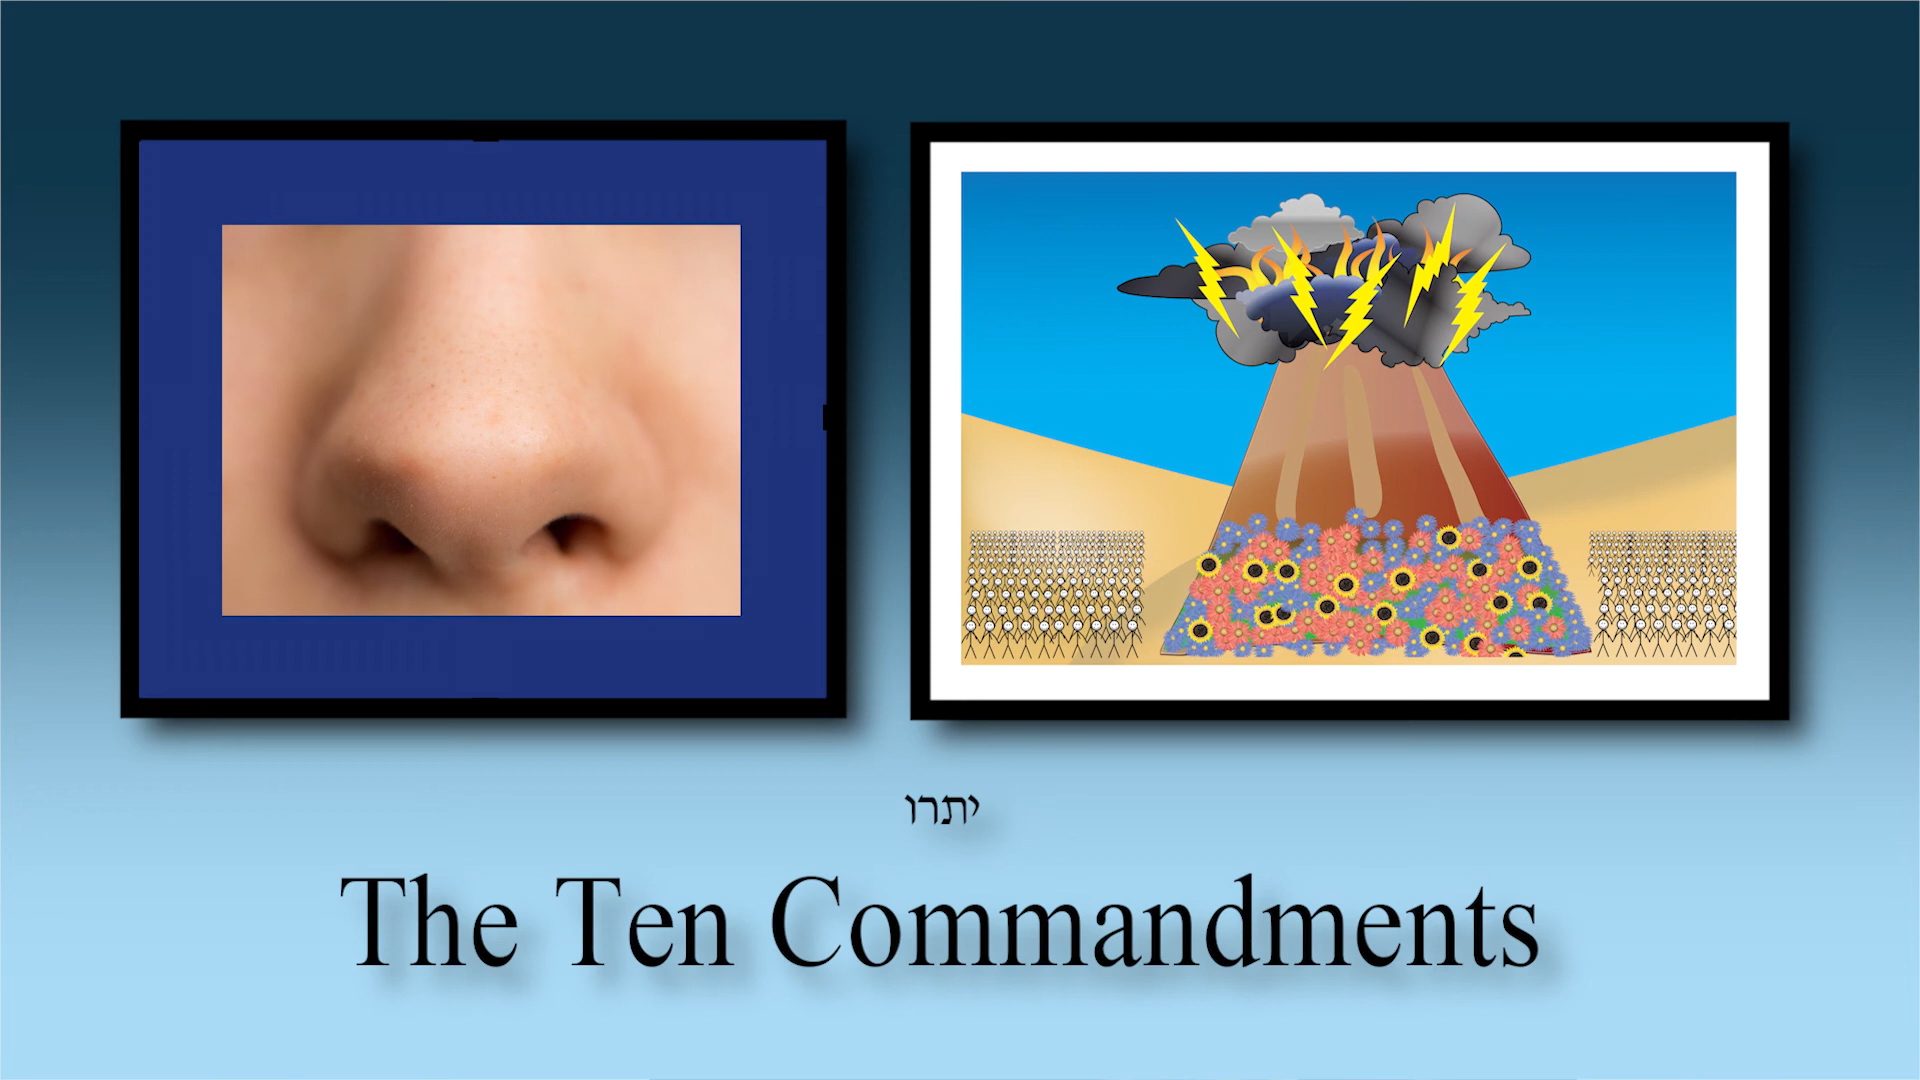 יתרו
The Ten Commandments